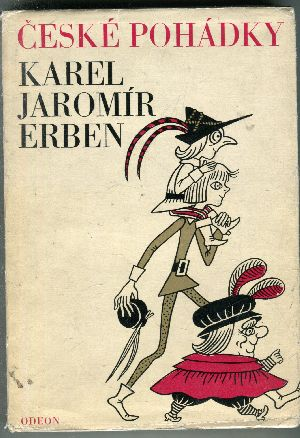 ČESKÉ POHÁDKY
KAREL
JAROMÍR
ERBEN
ODEON